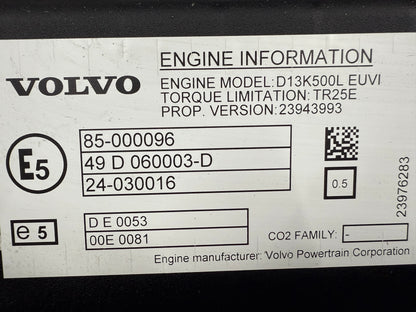 VOLVO
ENGINE INFORMATION
ENGINE MODEL:D13K500L EUVI
TORQUE LIMITATION: TR25E
PROP. VERSION:23943993
E5
85-000096
49 D 060003-D
24-030016
0.5
23976283
e 5
D E 0053
00E 0081
CO2 FAMILY: -
Engine manufacturer: Volvo Powertrain Corporation